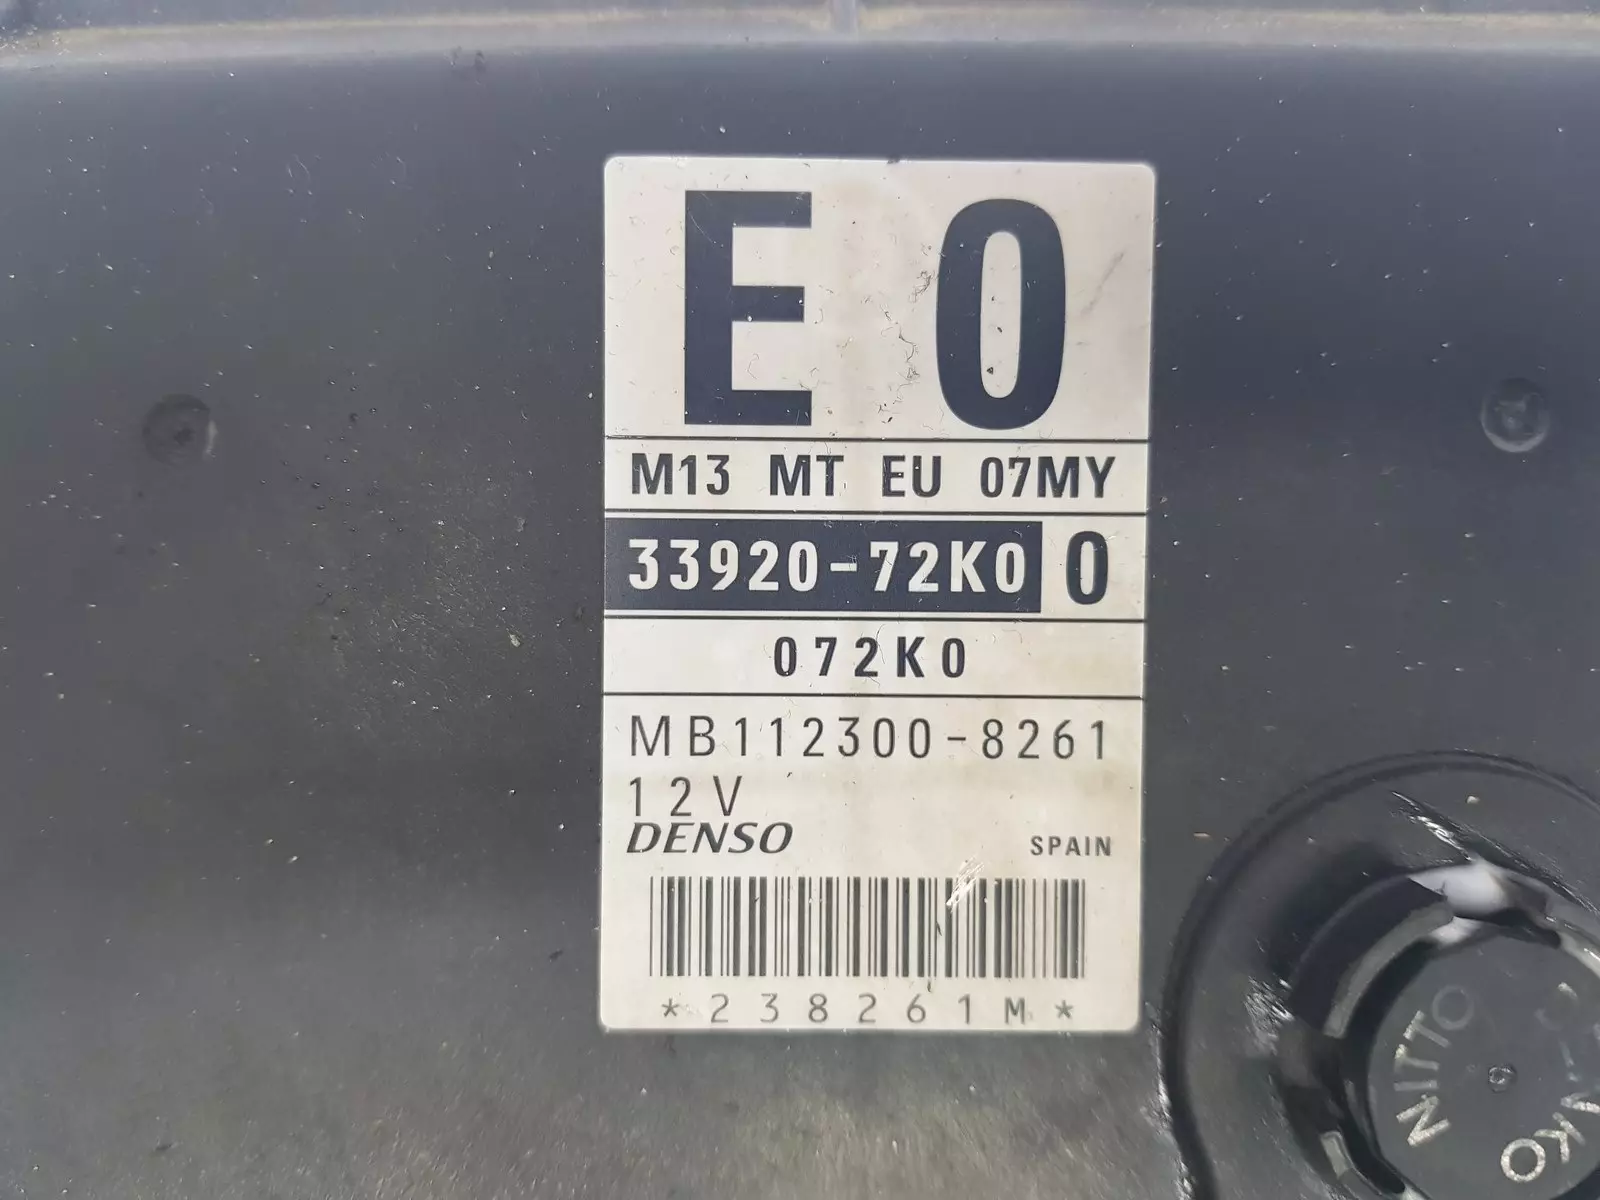 E0
M13 MT EU 07MY
33920-72K0 0
072K0
MB112300-8261
12V
DENSO SPAIN
*238261M*
NITTO